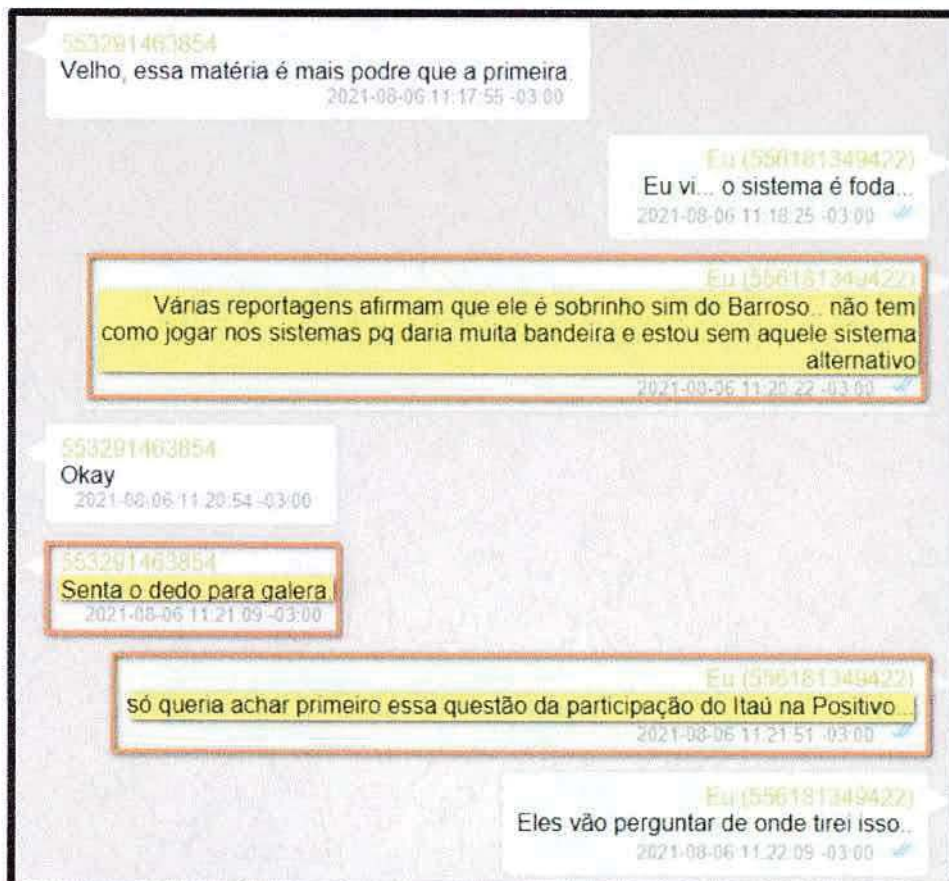 553291463854
Velho, essa matéria é mais podre que a primeira.
2021-08-06 11:17:55 -03:00
Eu (556181349422)
Eu vi... o sistema é foda...
2021-08-06 11:18:25 -03:00
Eu (556181349422)
Várias reportagens afirmam que ele é sobrinho sim do Barroso.. não tem
como jogar nos sistemas pq daria muita bandeira e estou sem aquele sistema
alternativo
2021-08-06 11:20:22 -03:00
553291463854
Okay
2021-08-06 11:20:54 -03:00
553291463854
Senta o dedo para galera.
2021-08-06 11:21:09 -03:00
Eu (556181349422)
só queria achar primeiro essa questão da participação do Itaú na Positivo...
2021-08-06 11:21:51 -03:00
Eu (556181349422)
Eles vão perguntar de onde tirei isso..
2021-08-06 11:22:09 -03:00